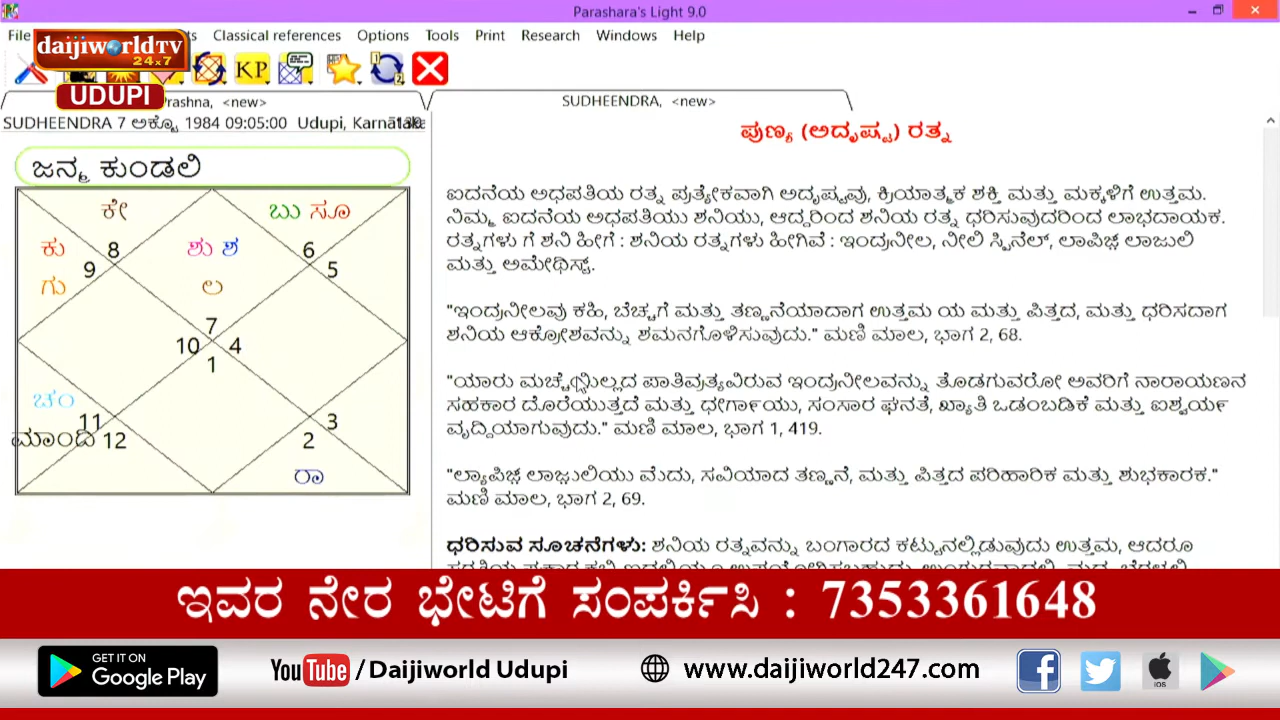 Parashara's Light 9.0
File
Classical references Options Tools Print Research Windows Help
daijiworldTV
24x7
UDUPI
KP
Prashna, <new>
SUDHEENDRA, <new>
SUDHEENDRA 7 ಅಕ್ಟೊ 1984 09:05:00 Udupi, Karnataka
ಜನ್ಮ ಕುಂಡಲಿ
ಕೇ
ಬು ಸೂ
ಕು 8 ಶು ಶ 6
9 5
ಗು ಲ
7
10 4
1
ಚಂ
11 3
ಮಾಂದಿ 12 2
ರಾ
ಪುಣ್ಯ (ಅದೃಷ್ಟ) ರತ್ನ
ಐದನೆಯ ಅಧಪತಿಯ ರತ್ನ ಪ್ರತ್ಯೇಕವಾಗಿ ಅದೃಷ್ಟವು, ಕ್ರಿಯಾತ್ಮಕ ಶಕ್ತಿ ಮತ್ತು ಮಕ್ಕಳಿಗೆ ಉತ್ತಮ.
ನಿಮ್ಮ ಐದನೆಯ ಅಧಪತಿಯು ಶನಿಯು, ಆದ್ದರಿಂದ ಶನಿಯ ರತ್ನ ಧರಿಸುವುದರಿಂದ ಲಾಭದಾಯಕ.
ರತ್ನಗಳು ಗೆ ಶನಿ ಹೀಗೆ : ಶನಿಯ ರತ್ನಗಳು ಹೀಗಿವೆ : ಇಂದ್ರನೀಲ, ನೀಲಿ ಸ್ಪಿನೆಲ್, ಲಾಪಿಜ಼್ ಲಾಜುಲಿ
ಮತ್ತು ಅಮೇಥಿಸ್ಟ್.
"ಇಂದ್ರನೀಲವು ಕಹಿ, ಬೆಚ್ಚಗೆ ಮತ್ತು ತಣ್ಣನೆಯಾದಾಗ ಉತ್ತಮ ಯ ಮತ್ತು ಪಿತ್ತದ, ಮತ್ತು ಧರಿಸದಾಗ
ಶನಿಯ ಆಕ್ರೋಶವನ್ನು ಶಮನಗೊಳಿಸುವುದು." ಮಣಿ ಮಾಲ, ಭಾಗ 2, 68.
"ಯಾರು ಪಾತಿವ್ರತ್ಯವಿರುವ ಇಂದ್ರನೀಲವನ್ನು ತೊಡಗುವರೋ ಅವರಿಗೆ ನಾರಾಯಣನ
ಸಹಕಾರ ದೊರೆಯುತ್ತದೆ ಮತ್ತು ಧೀರ್ಗಾಯು, ಸಂಸಾರ ಘನತೆ, ಖ್ಯಾತಿ ಒಡಂಬಡಿಕೆ ಮತ್ತು ಐಶ್ವರ್ಯ
ವೃದ್ಧಿಯಾಗುವುದು." ಮಣಿ ಮಾಲ, ಭಾಗ 1, 419.
"ಲ್ಯಾಪಿಜ಼್ ಲಾಜುಲಿಯು ಮೆದು, ಸವಿಯಾದ ತಣ್ಣನೆ, ಮತ್ತು ಪಿತ್ತದ ಪರಿಹಾರಿಕ ಮತ್ತು ಶುಭಕಾರಕ."
ಮಣಿ ಮಾಲ, ಭಾಗ 2, 69.
ಧರಿಸುವ ಸೂಚನೆಗಳು: ಶನಿಯ ರತ್ನವನ್ನು ಬಂಗಾರದ ಕಟ್ಟುನಲ್ಲಿಡುವುದು ಉತ್ತಮ, ಆದರೂ
ಇವರ ನೇರ ಭೇಟಿಗೆ ಸಂಪರ್ಕಿಸಿ : 7353361648
GET IT ON
Google Play
YouTube / Daijiworld Udupi
www.daijiworld247.com
iOS